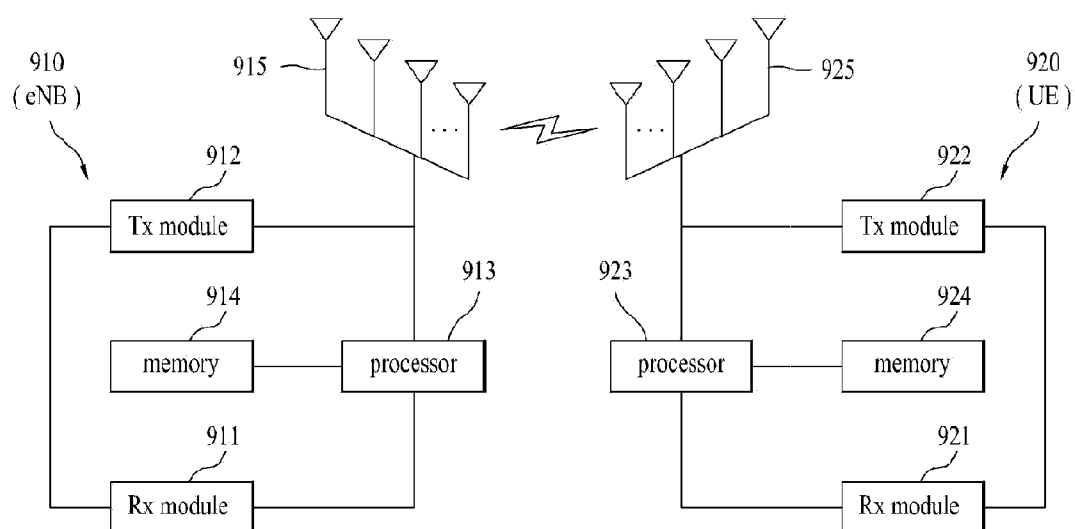 910
( eNB )
915
925
920
( UE )
912
Tx module
922
Tx module
913
923
914
memory
processor
processor
924
memory
911
Rx module
921
Rx module
. . .
. . .